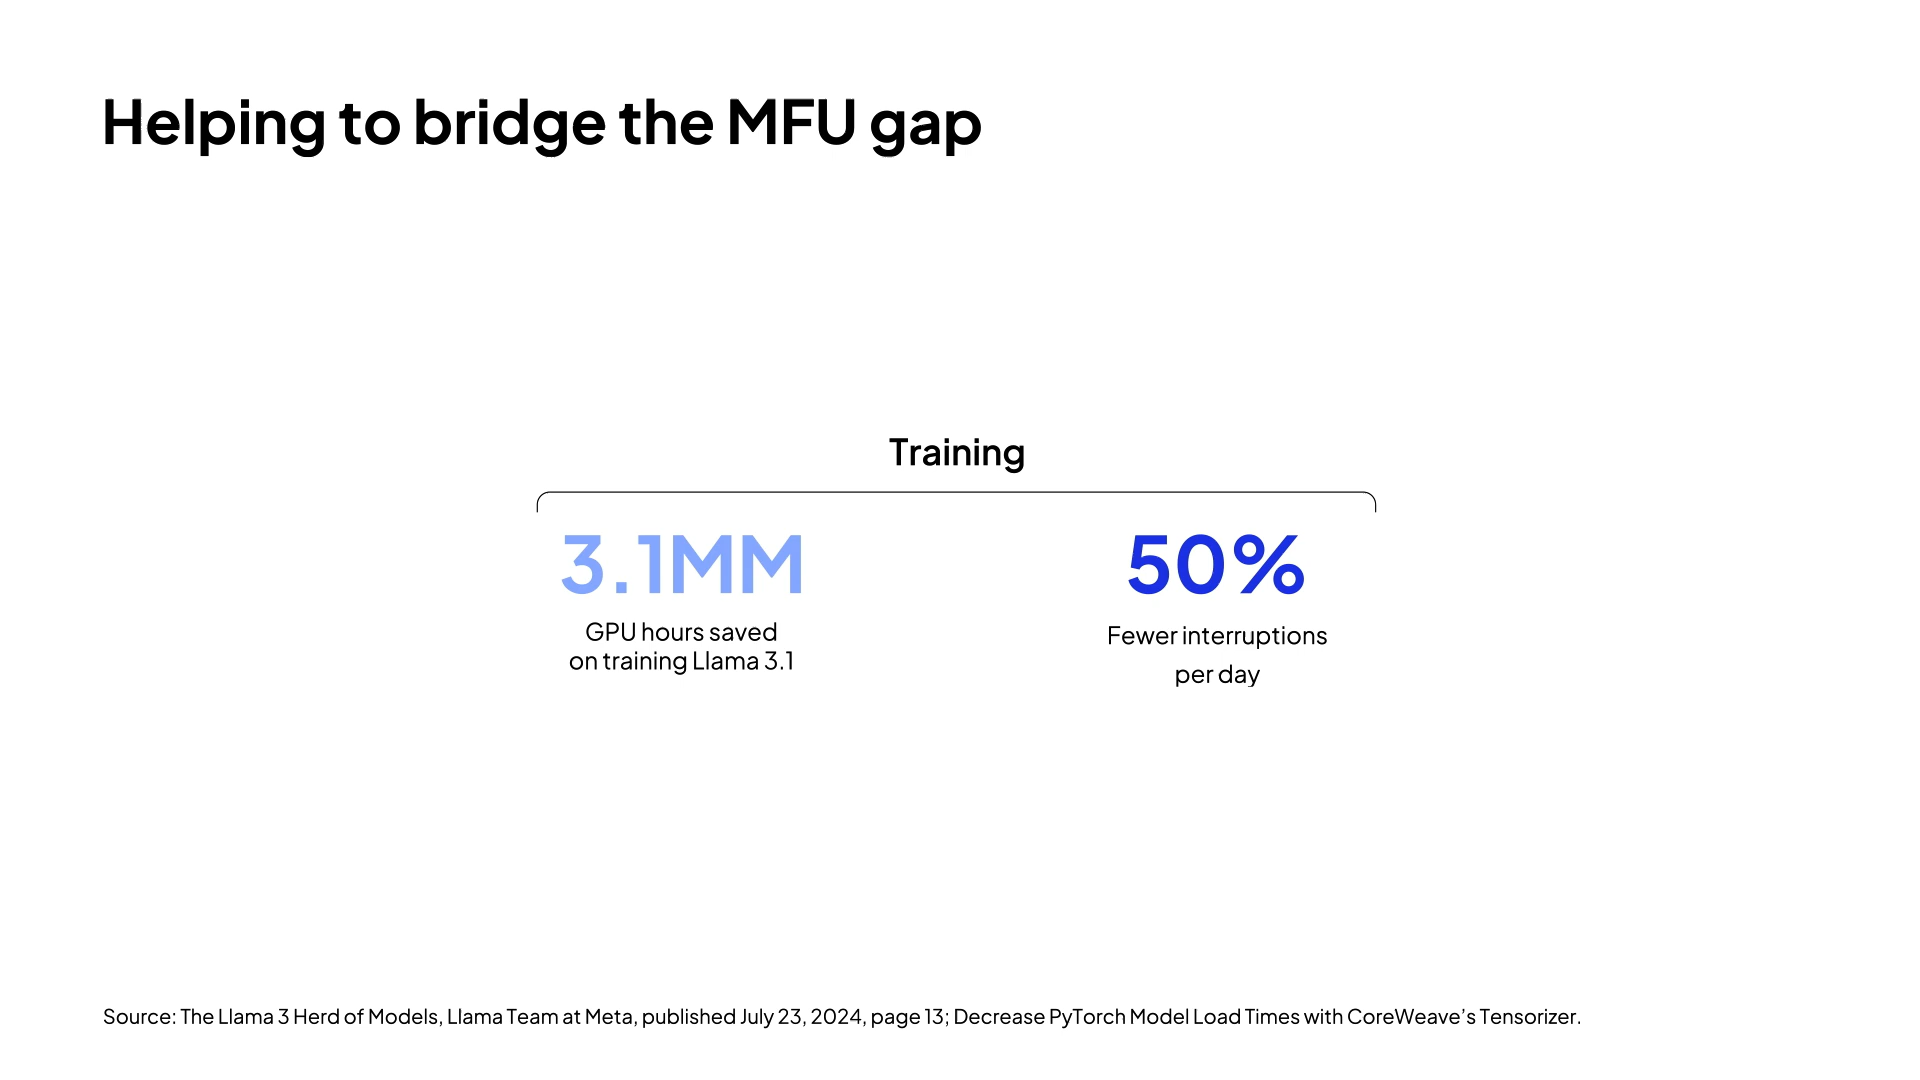 Helping to bridge the MFU gap
Training
3.1MM
GPU hours saved
on training Llama 3.1
50%
Fewer interruptions
per day
Source: The Llama 3 Herd of Models, Llama Team at Meta, published July 23, 2024, page 13; Decrease PyTorch Model Load Times with CoreWeave’s Tensorizer.